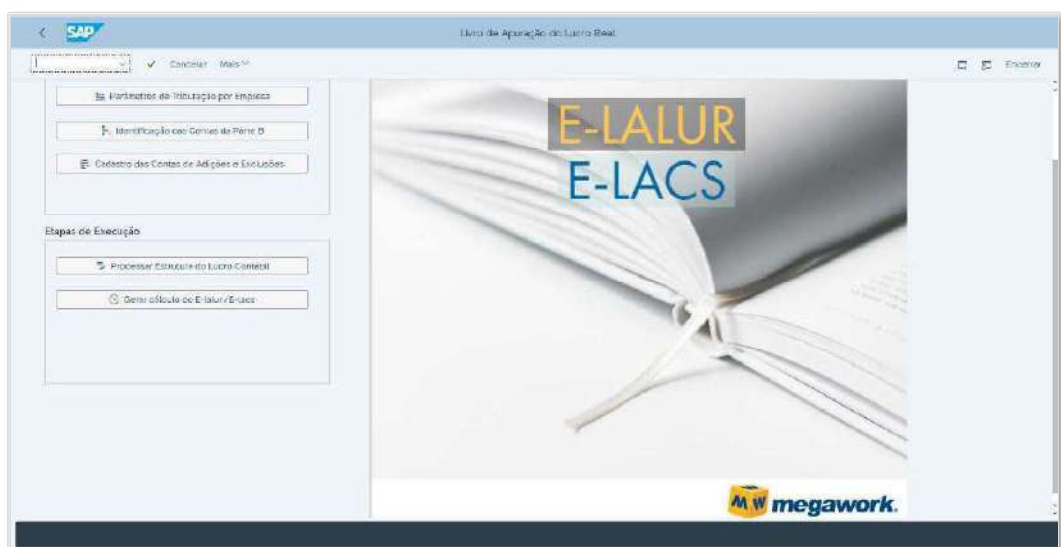 SAP
Livro de Apuração do Lucro Real
Cancelar Mais
Encerrar
Parâmetros de Tributação por Empresa
Identificação das Contas da Parte B
Cadastro das Contas de Adições e Exclusões
Etapas de Execução
Processar Estrutura do Lucro Contábil
Gerar cálculo do E-lalur/E-lacs
E-LALUR
E-LACS
MW megawork.